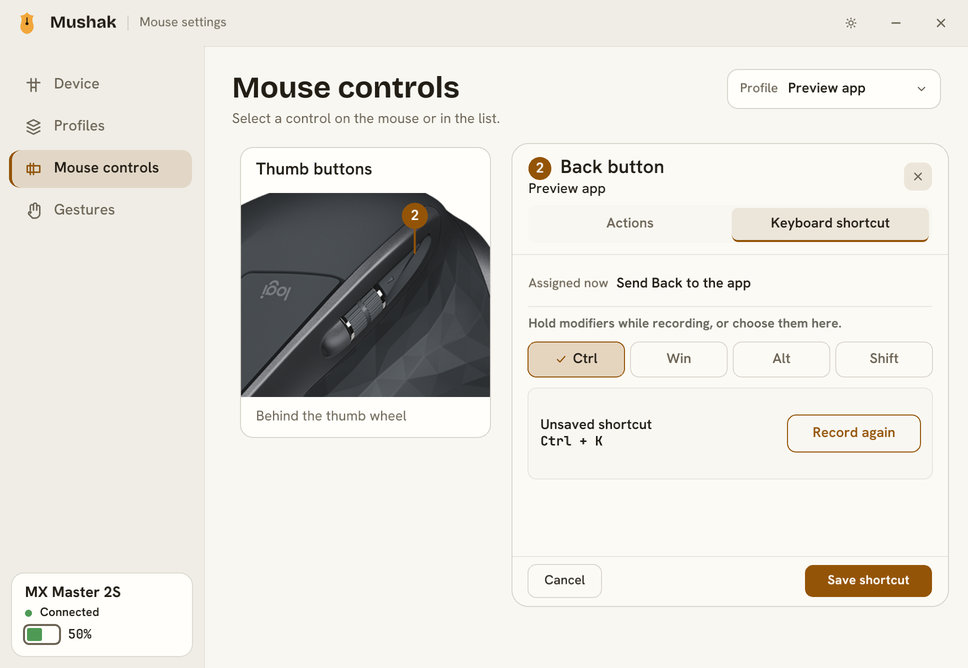 Mushak
Mouse settings
Device
Profiles
Mouse controls
Gestures
MX Master 2S
Connected
50%
Mouse controls
Select a control on the mouse or in the list.
Profile Preview app
Thumb buttons
2
logi
Behind the thumb wheel
2 Back button
Preview app
Actions
Keyboard shortcut
Assigned now Send Back to the app
Hold modifiers while recording, or choose them here.
Ctrl
Win
Alt
Shift
Unsaved shortcut
Ctrl + K
Record again
Cancel
Save shortcut